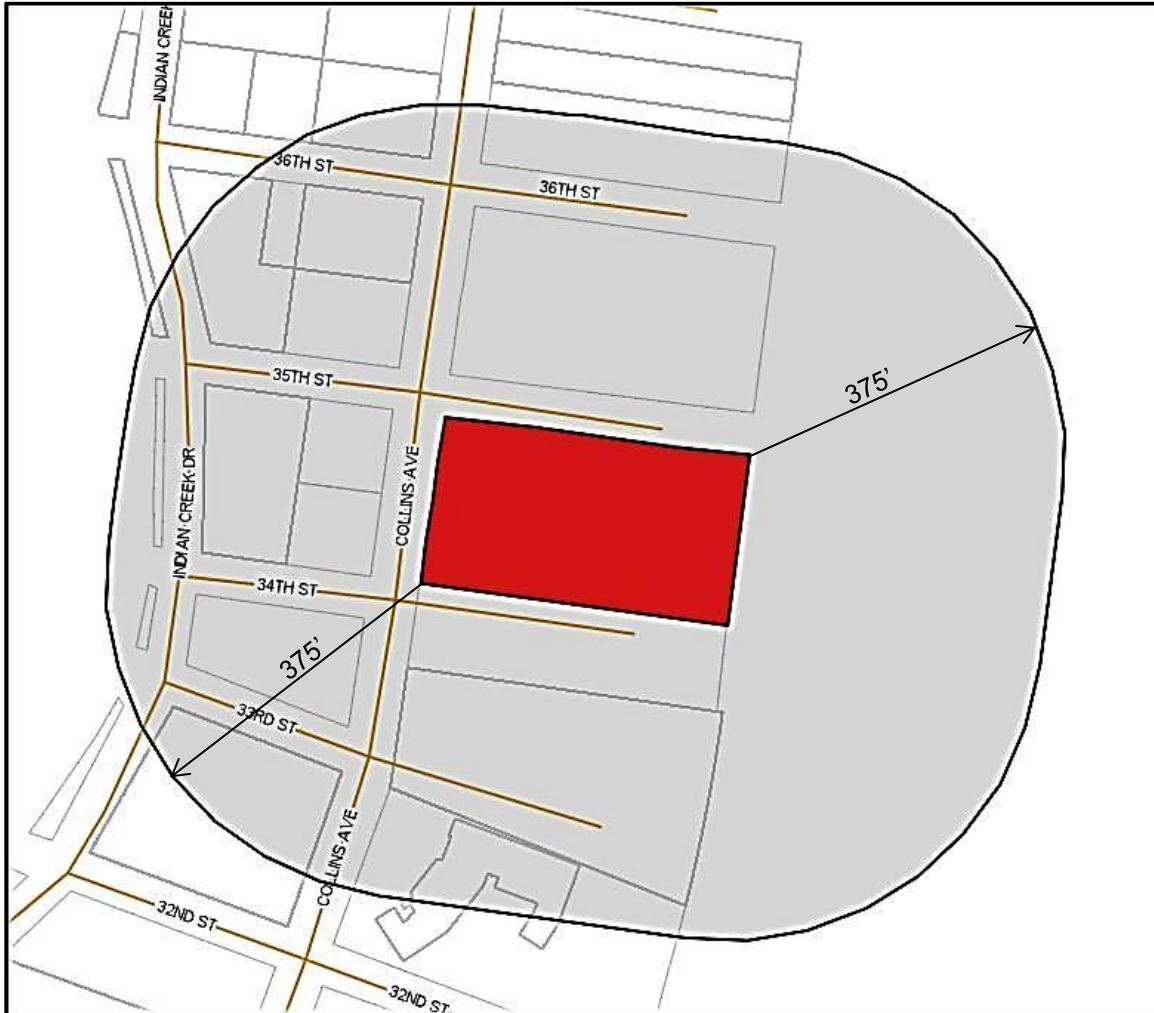 INDIAN CREEK
36TH ST
36TH ST
375'
35TH ST
COLLINS AVE
INDIAN CREEK DR
34TH ST
375'
33RD ST
COLLINS AVE
32ND ST
32ND ST